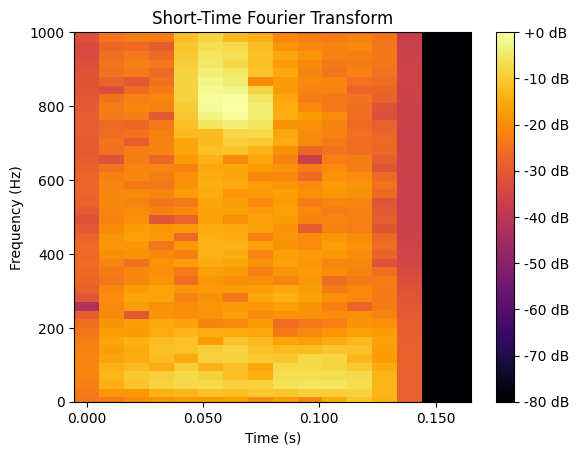 Short-Time Fourier Transform
1000
800
600
400
200
0
Frequency (Hz)
0.000
0.050
0.100
0.150
Time (s)
+0 dB
-10 dB
-20 dB
-30 dB
-40 dB
-50 dB
-60 dB
-70 dB
-80 dB